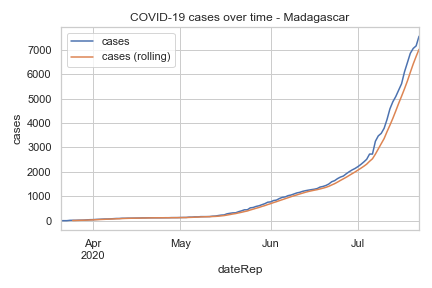 COVID-19 cases over time - Madagascar
cases
cases (rolling)
7000
6000
5000
4000
3000
2000
1000
0
cases
Apr
2020
May
Jun
Jul
dateRep